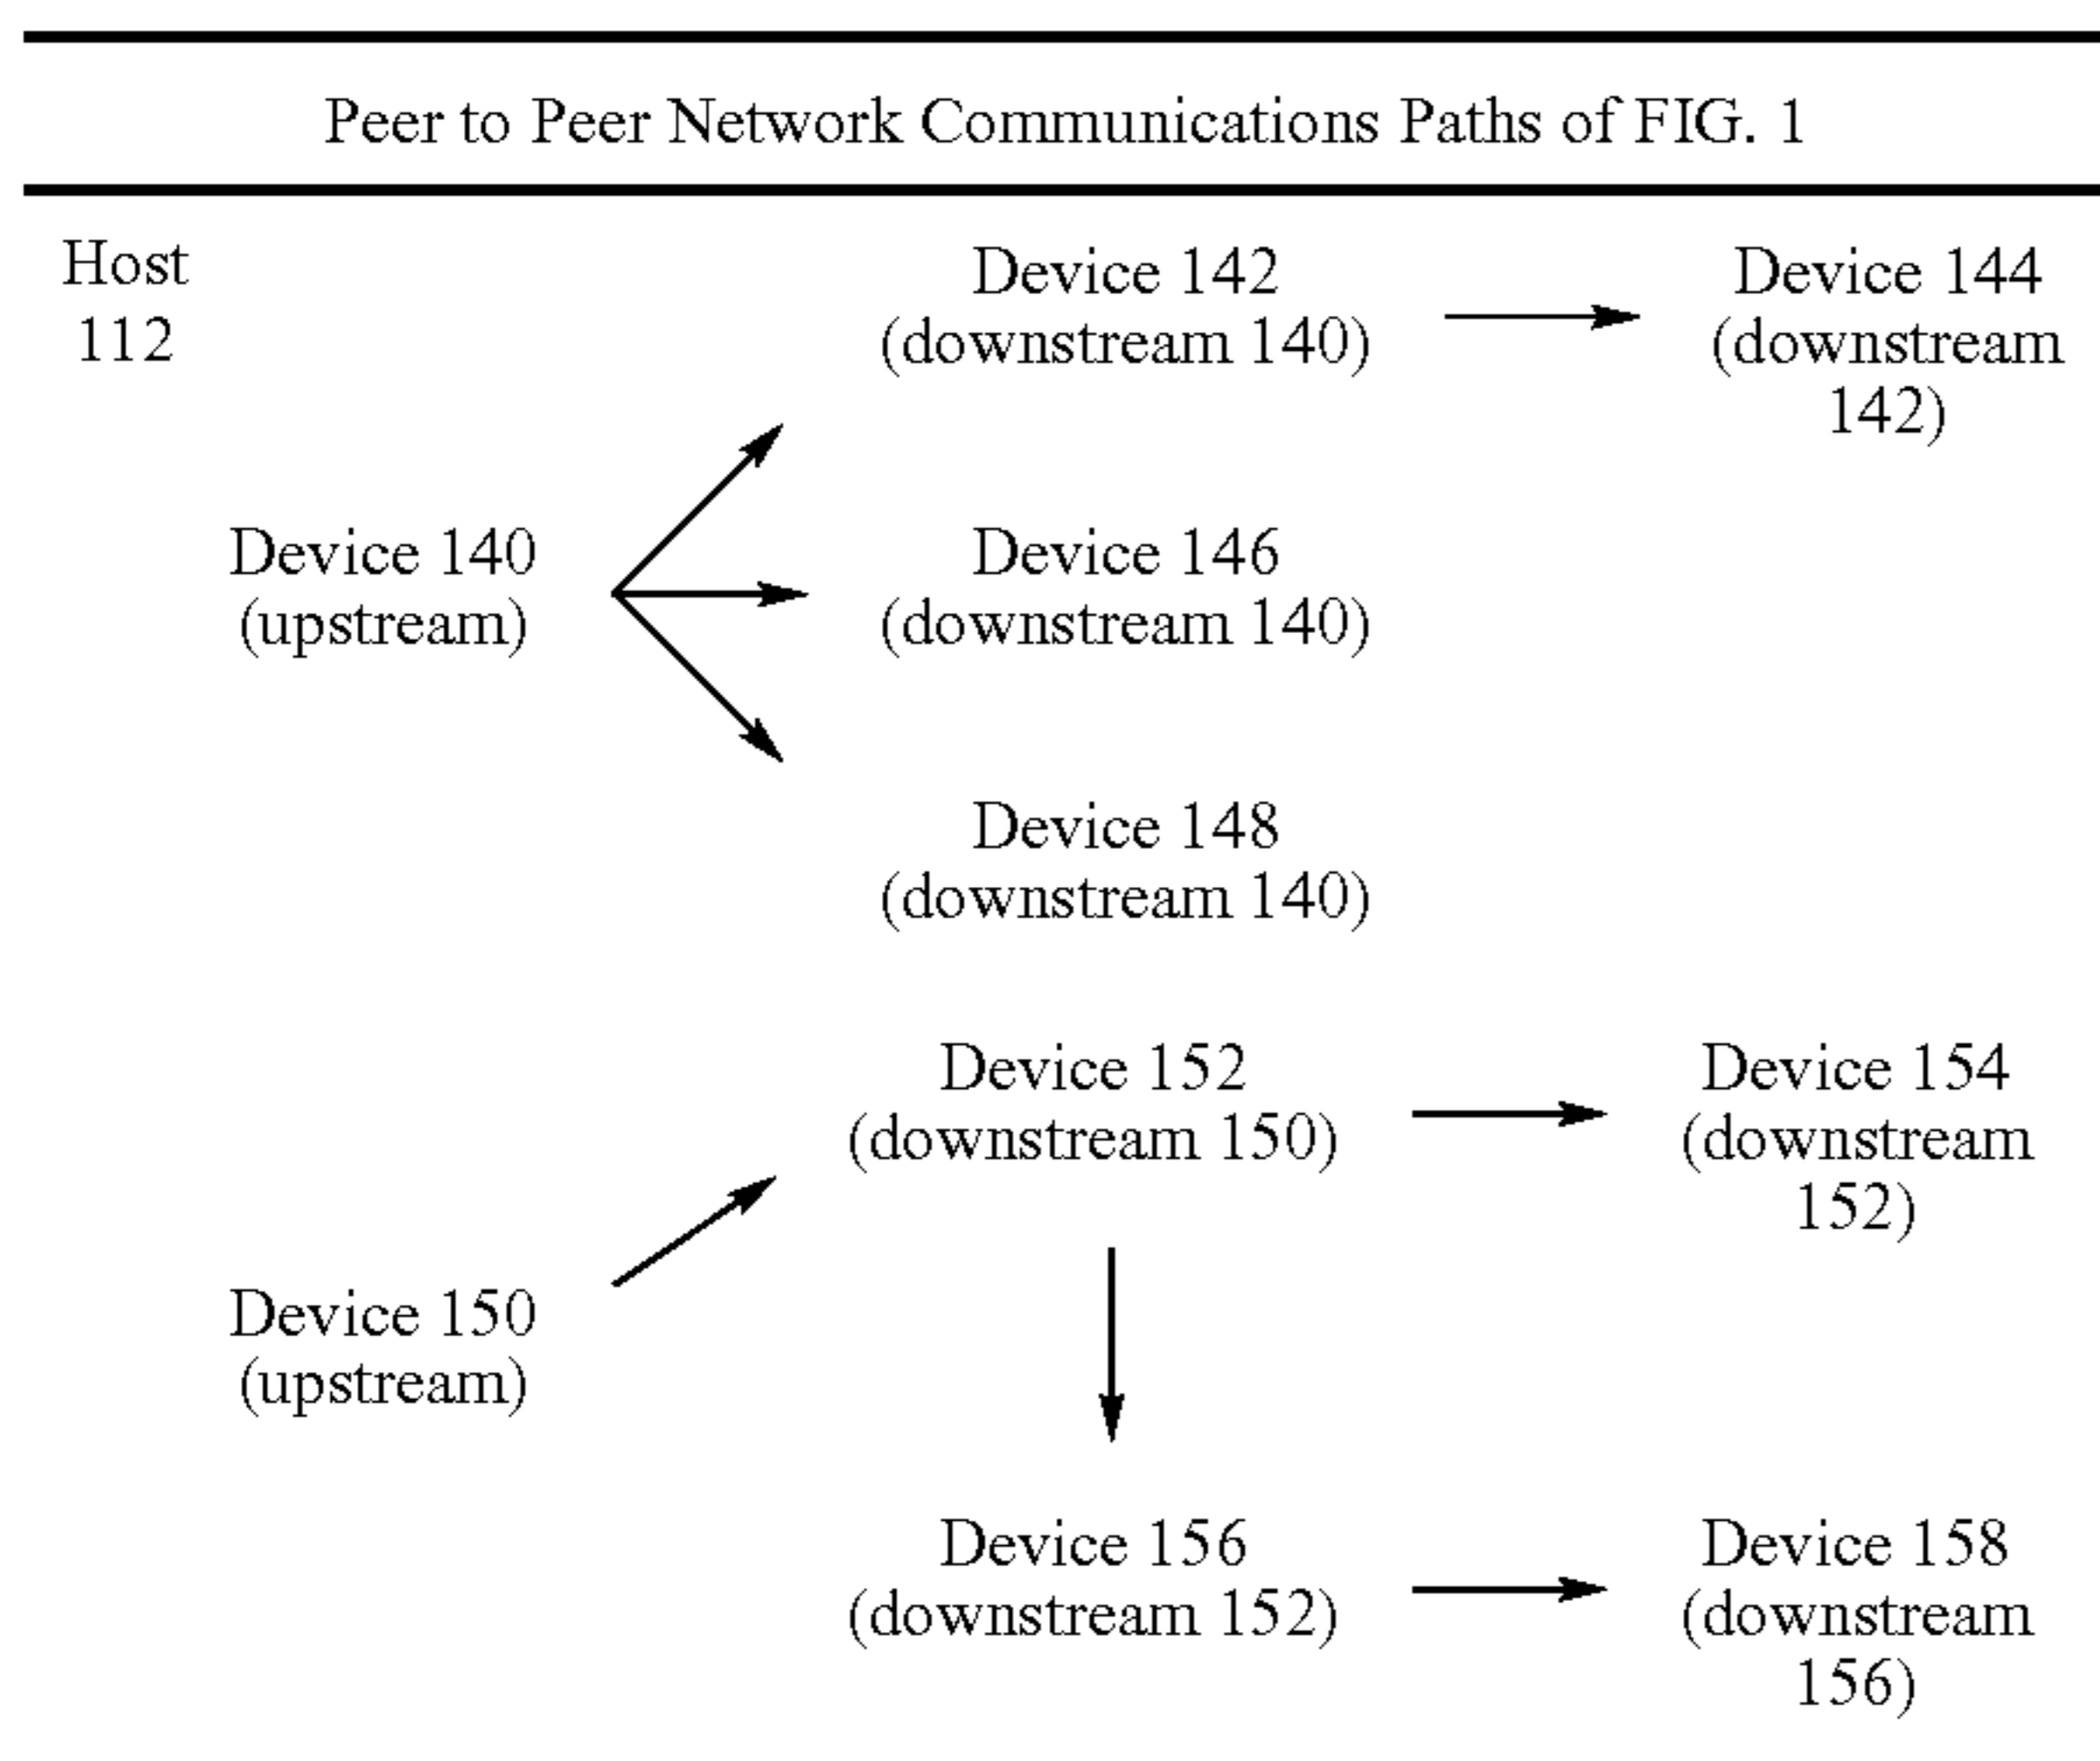 Peer to Peer Network Communications Paths of FIG. 1
Host
112
Device 142
(downstream 140)
Device 144
(downstream
142)
Device 140
(upstream)
Device 146
(downstream 140)
Device 148
(downstream 140)
Device 152
(downstream 150)
Device 154
(downstream
152)
Device 150
(upstream)
Device 156
(downstream 152)
Device 158
(downstream
156)